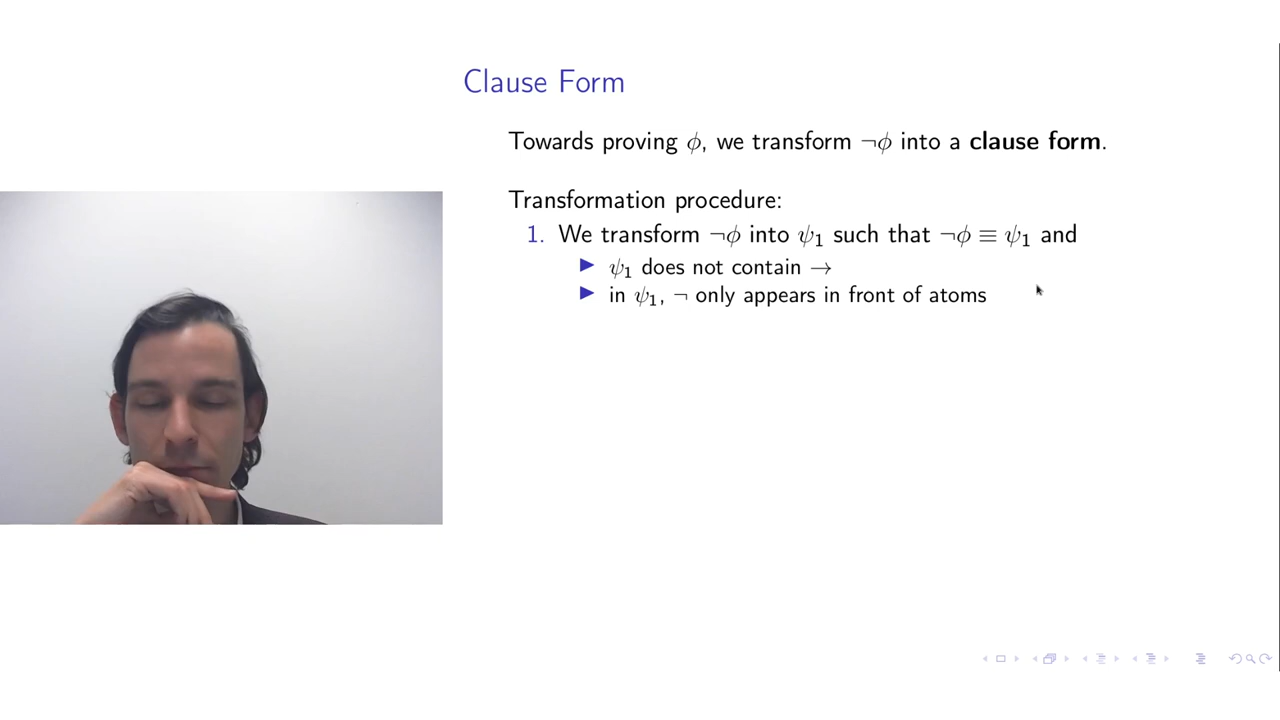 Clause Form
Towards proving ϕ, we transform ¬ϕ into a clause form.
Transformation procedure:
1. We transform ¬ϕ into ψ₁ such that ¬ϕ ≡ ψ₁ and
▶ ψ₁ does not contain →
▶ in ψ₁, ¬ only appears in front of atoms